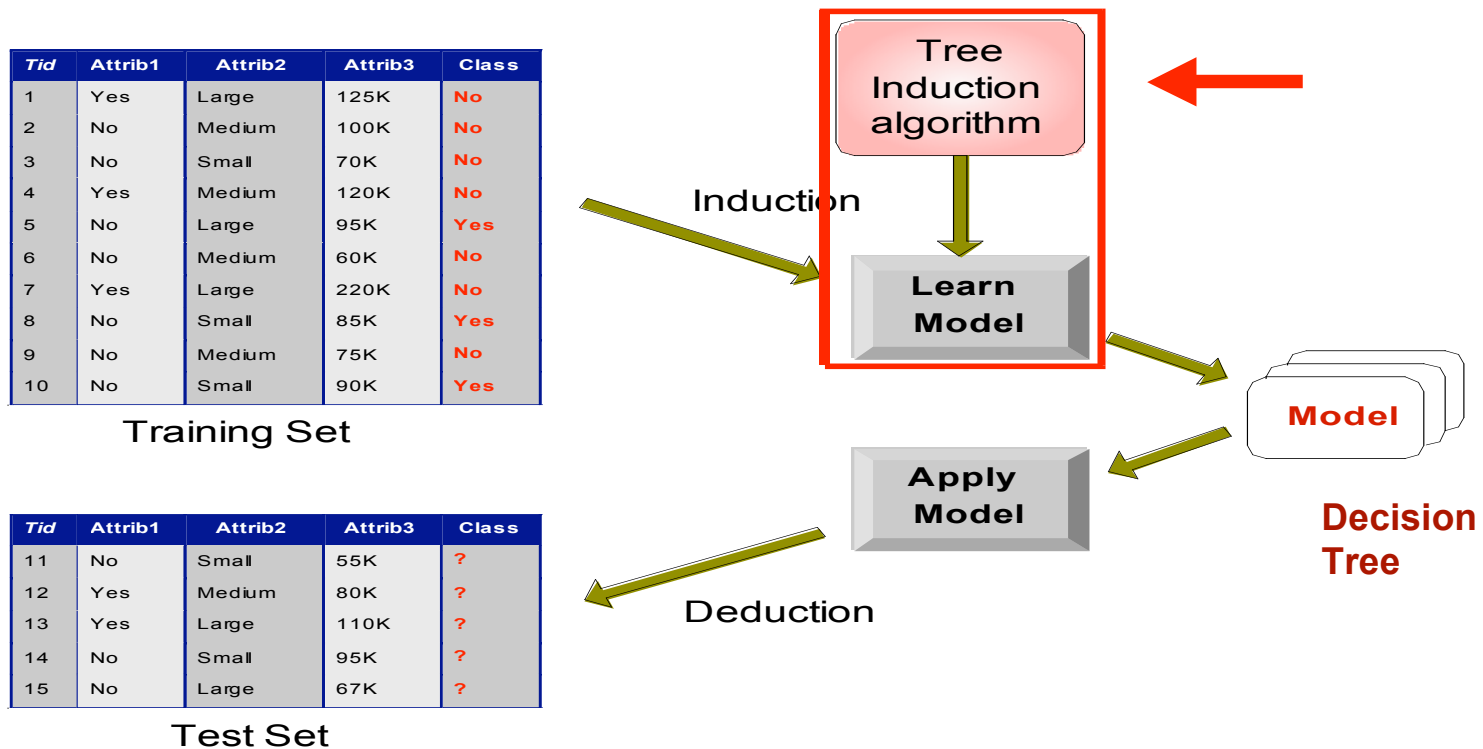 Tid Attrib1 Attrib2 Attrib3 Class
1 Yes Large 125K No
2 No Medium 100K No
3 No Small 70K No
4 Yes Medium 120K No
5 No Large 95K Yes
6 No Medium 60K No
7 Yes Large 220K No
8 No Small 85K Yes
9 No Medium 75K No
10 No Small 90K Yes
Training Set
Tree
Induction
algorithm
Induction
Learn
Model
Model
Decision
Tree
Apply
Model
Deduction
Tid Attrib1 Attrib2 Attrib3 Class
11 No Small 55K ?
12 Yes Medium 80K ?
13 Yes Large 110K ?
14 No Small 95K ?
15 No Large 67K ?
Test Set